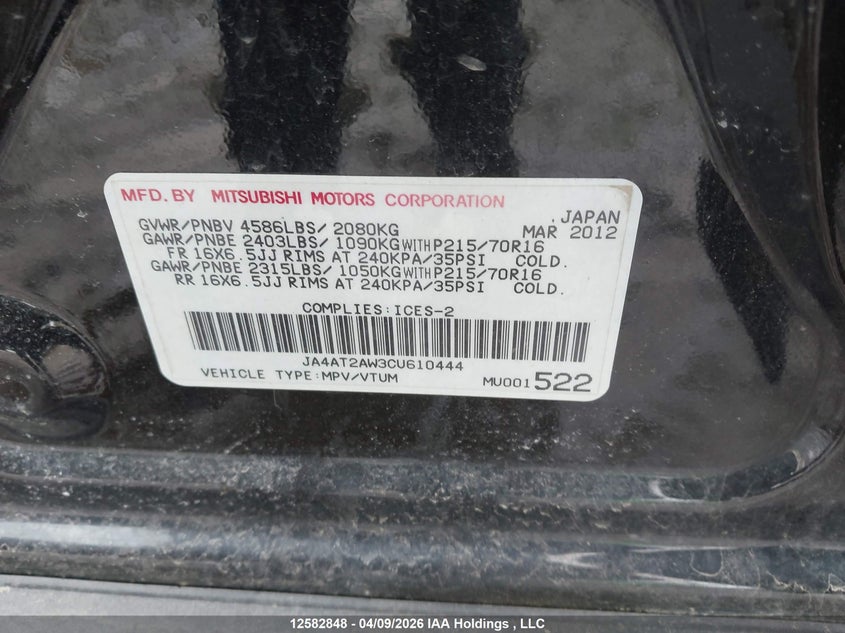 MFD.BY MITSUBISHI MOTORS CORPORATION
, JAPAN
GVWR/PNBV 4586LBS/ 2080KG MAR 2012
GAWR/PNBE 2403LBS/ 1090KG WITH P215/70R16
FR 16X6.5JJ RIMS AT 240KPA/35PSI COLD.
GAWR/PNBE 2315LBS/ 1050KG WITH P215/70R16
RR 16X6.5JJ RIMS AT 240KPA/35PSI COLD.
COMPLIES:ICES-2
JA4AT2AW3CU610444
VEHICLE TYPE:MPV/VTUM MU001522
12582848 - 04/09/2026 IAA Holdings , LLC